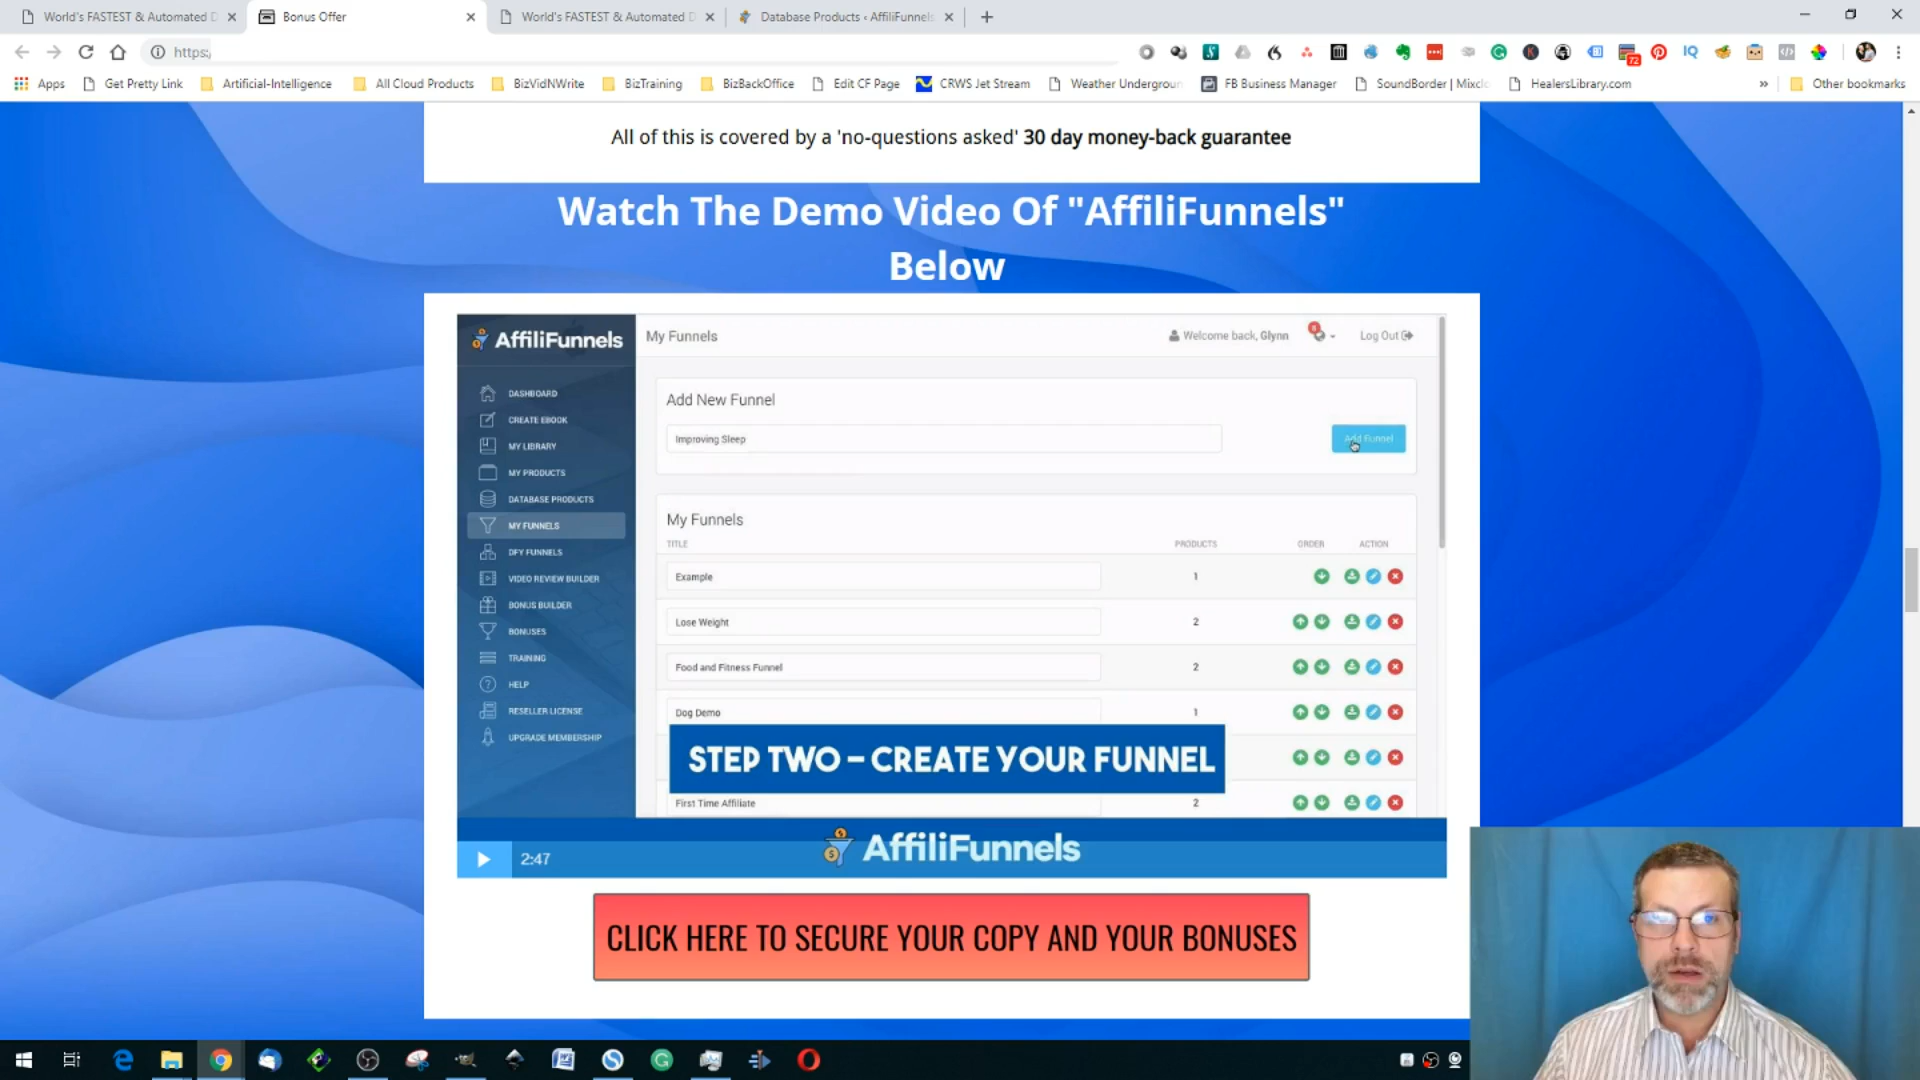 World's FASTEST & Automated D
Bonus Offer
World's FASTEST & Automated D
Database Products ‹ AffiliFunnels
https:/
72
Apps
Get Pretty Link
Artificial-Intelligence
All Cloud Products
BizVidNWrite
BizTraining
BizBackOffice
Edit CF Page
CRWS Jet Stream
Weather Undergroun
FB Business Manager
SoundBorder | Mixclo
HealersLibrary.com
»
Other bookmarks
All of this is covered by a 'no-questions asked' 30 day money-back guarantee
Watch The Demo Video Of "AffiliFunnels"
Below
AffiliFunnels
My Funnels
Welcome back, Glynn
Log Out
DASHBOARD
CREATE EBOOK
MY LIBRARY
MY PRODUCTS
DATABASE PRODUCTS
MY FUNNELS
DFY FUNNELS
VIDEO REVIEW BUILDER
BONUS BUILDER
BONUSES
TRAINING
HELP
RESELLER LICENSE
UPGRADE MEMBERSHIP
Add New Funnel
Improving Sleep
Add Funnel
My Funnels
TITLE PRODUCTS ORDER ACTION
Example 1
Lose Weight 2
Food and Fitness Funnel 2
Dog Demo 1
STEP TWO – CREATE YOUR FUNNEL
First Time Affiliate 2
AffiliFunnels
2:47
CLICK HERE TO SECURE YOUR COPY AND YOUR BONUSES